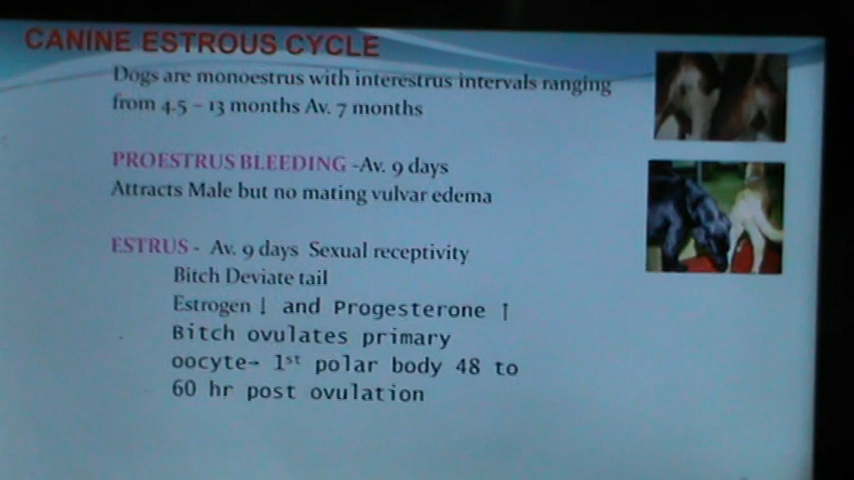 CANINE ESTROUS CYCLE
Dogs are monoestrus with interestrus intervals ranging
from 4.5 – 13 months Av. 7 months
PROESTRUS BLEEDING -Av. 9 days
Attracts Male but no mating vulvar edema
ESTRUS - Av. 9 days Sexual receptivity
Bitch Deviate tail
Estrogen ↓ and Progesterone ↑
Bitch ovulates primary
oocyte- 1st polar body 48 to
60 hr post ovulation